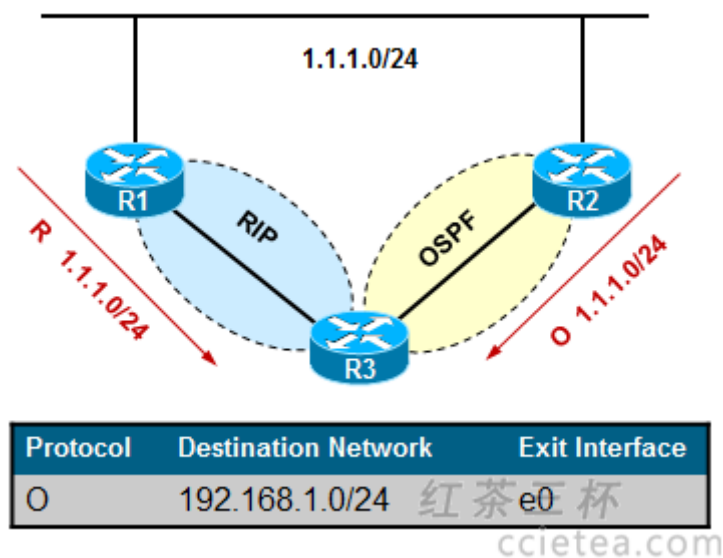 1.1.1.0/24
R1
R2
RIP
OSPF
R 1.1.1.0/24
O 1.1.1.0/24
R3
Protocol Destination Network Exit Interface
O 192.168.1.0/24 e0
红茶三杯
ccietea.com